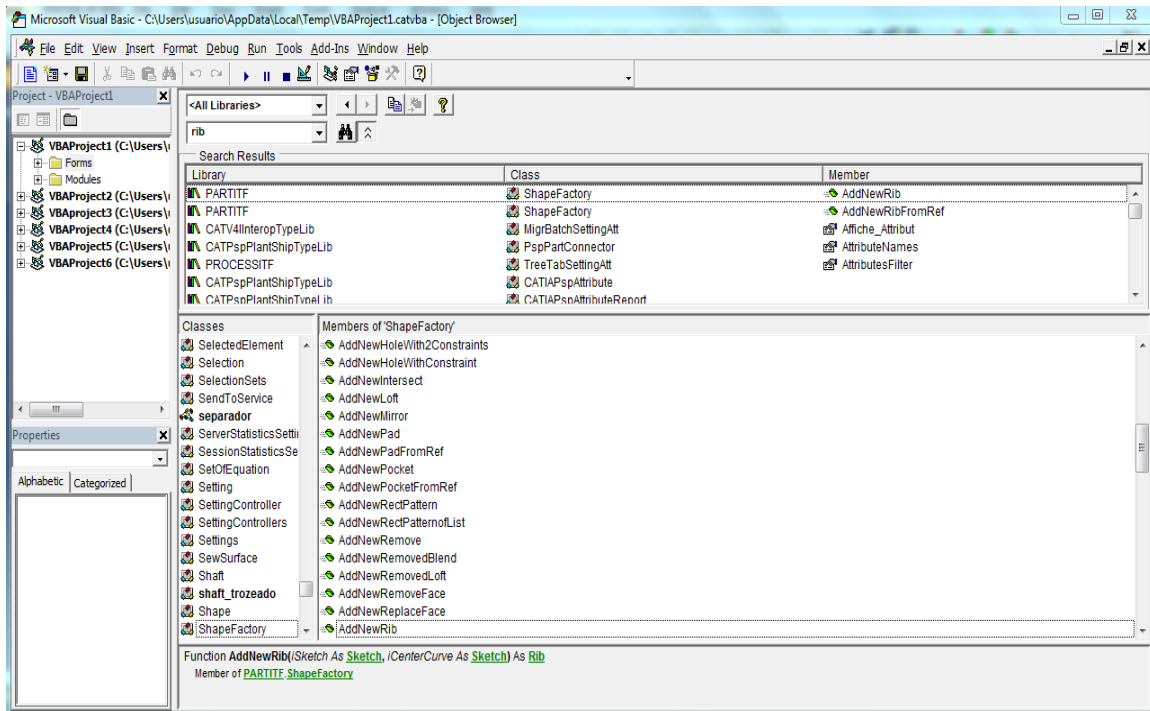 Microsoft Visual Basic - C:\Users\usuario\AppData\Local\Temp\VBAProject1.catvba - [Object Browser]
File Edit View Insert Format Debug Run Tools Add-Ins Window Help
Project - VBAProject1
VBAProject1 (C:\Users\
Forms
Modules
VBAProject2 (C:\Users\
VBAProject3 (C:\Users\
VBAProject4 (C:\Users\
VBAProject5 (C:\Users\
VBAProject6 (C:\Users\
Properties
Alphabetic Categorized
<All Libraries>
rib
Search Results
Library Class Member
PARTITF ShapeFactory AddNewRib
PARTITF ShapeFactory AddNewRibFromRef
CATV4IInteropTypeLib MigrBatchSettingAtt Affiche_Attribut
CATPspPlantShipTypeLib PspPartConnector AttributeNames
PROCESSITF TreeTabSettingAtt AttributesFilter
CATPspPlantShipTypeLib CATIAPspAttribute
CATPspPlantShipTypeLib CATIAPspAttributeReport
Classes
SelectedElement
Selection
SelectionSets
SendToService
separador
ServerStatisticsSetti
SessionStatisticsSe
SetOfEquation
Setting
SettingController
SettingControllers
Settings
SewSurface
Shaft
shaft_trozeado
Shape
ShapeFactory
Members of 'ShapeFactory'
AddNewHoleWith2Constraints
AddNewHoleWithConstraint
AddNewIntersect
AddNewLoft
AddNewMirror
AddNewPad
AddNewPadFromRef
AddNewPocket
AddNewPocketFromRef
AddNewRectPattern
AddNewRectPatternofList
AddNewRemove
AddNewRemovedBlend
AddNewRemovedLoft
AddNewRemoveFace
AddNewReplaceFace
AddNewRib
Function AddNewRib(iSketch As Sketch, iCenterCurve As Sketch) As Rib
Member of PARTITF.ShapeFactory